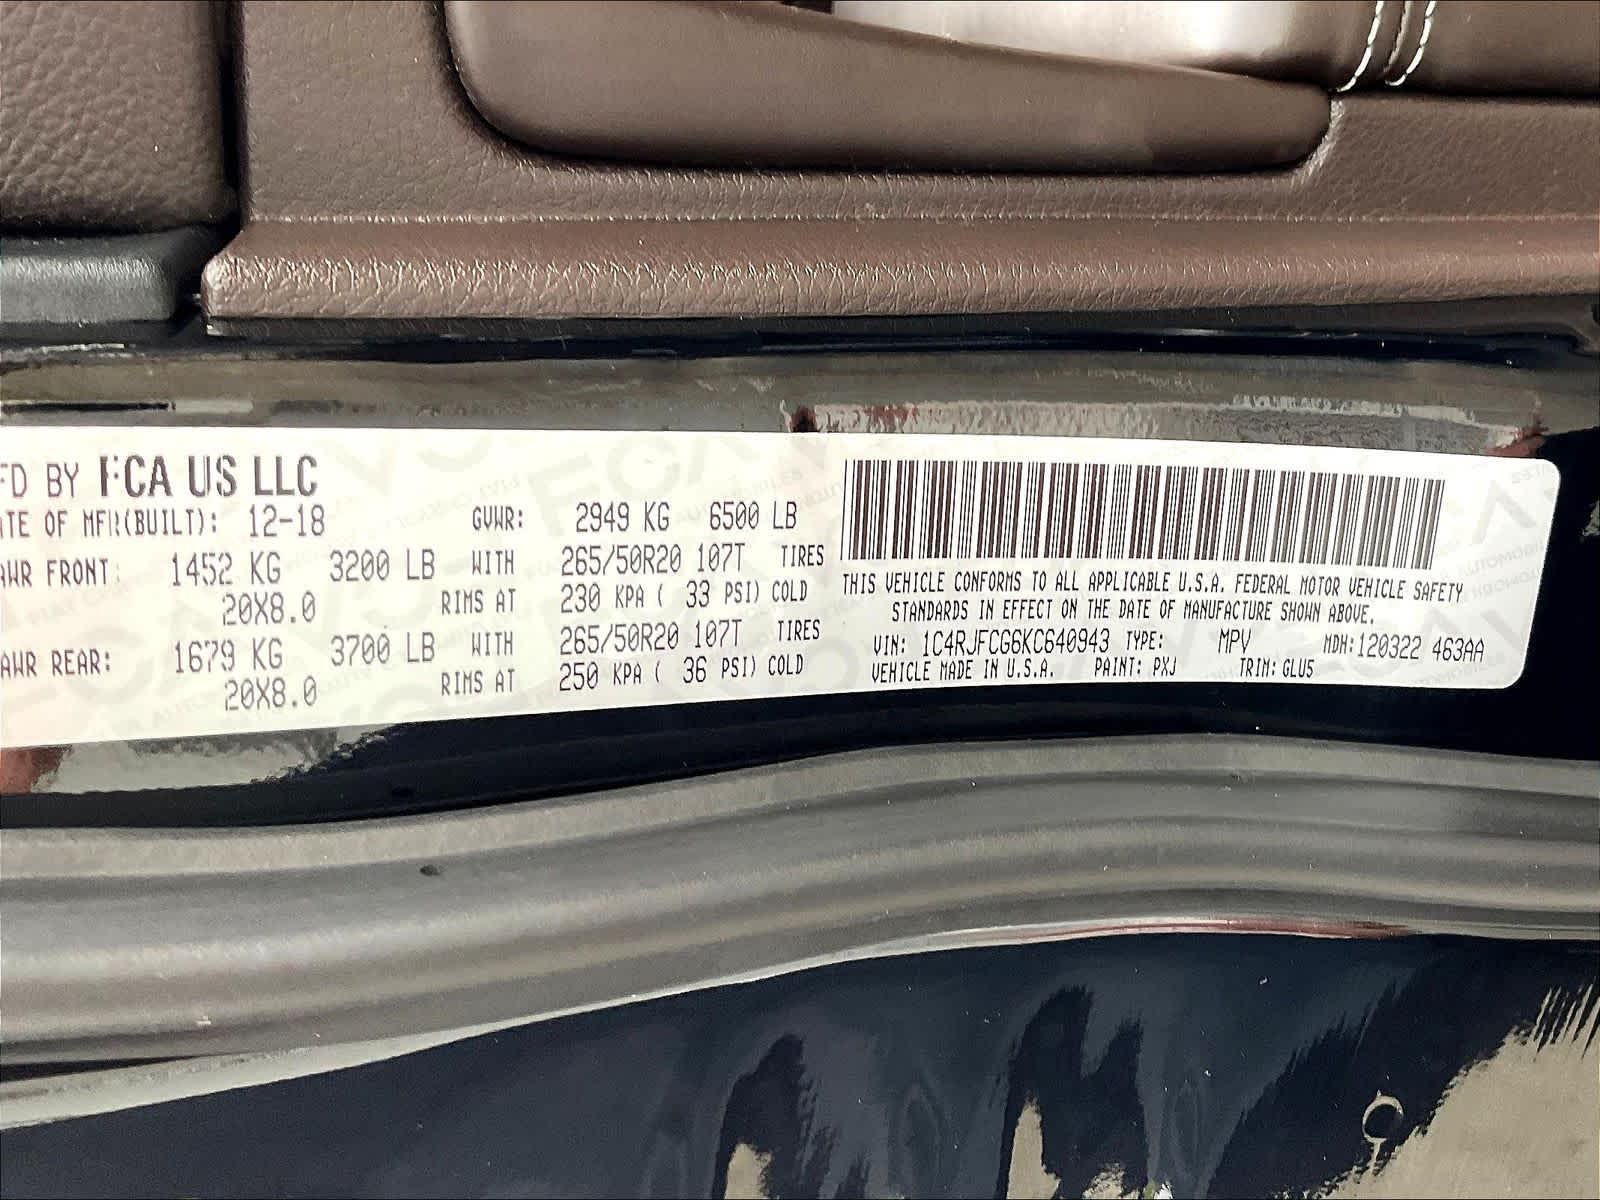 FD BY FCA US LLC
TE OF MFR(BUILT): 12-18 GVWR: 2949 KG 6500 LB
AWR FRONT: 1452 KG 3200 LB WITH 265/50R20 107T TIRES
20X8.0 RIMS AT 230 KPA ( 33 PSI) COLD
AWR REAR: 1679 KG 3700 LB WITH 265/50R20 107T TIRES
20X8.0 RIMS AT 250 KPA ( 36 PSI) COLD
THIS VEHICLE CONFORMS TO ALL APPLICABLE U.S.A. FEDERAL MOTOR VEHICLE SAFETY
STANDARDS IN EFFECT ON THE DATE OF MANUFACTURE SHOWN ABOVE.
VIN: 1C4RJFCG6KC640943 TYPE: MPV MDH:120322 463AA
VEHICLE MADE IN U.S.A. PAINT: PXJ TRIM: GLU5